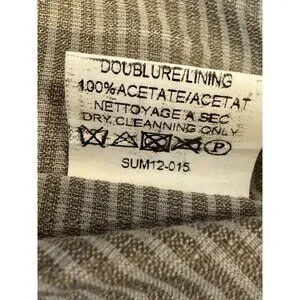 DOUBLURE/LINING
100%ACETATE/ACETAT
NETTOYAGE A SEC
DRY CLEANNING ONLY
P
SUM12-015